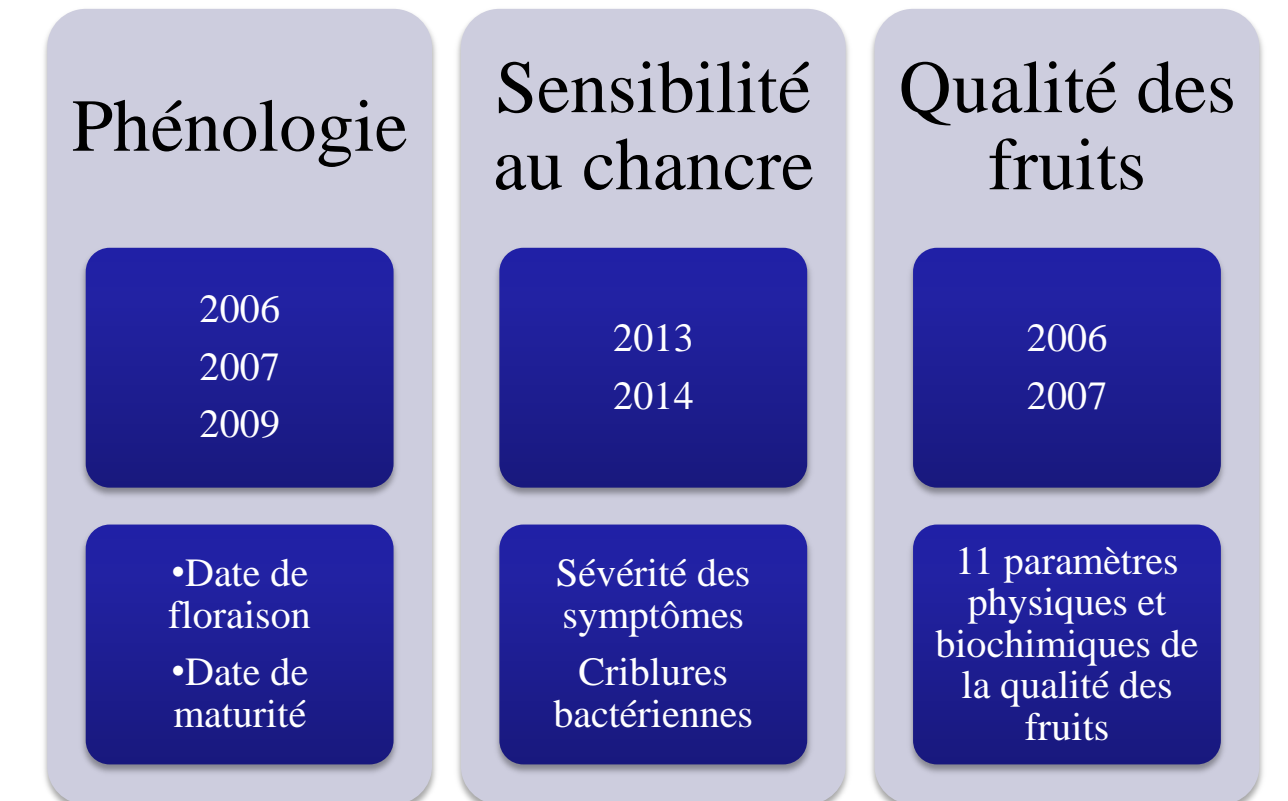 Phénologie
2006
2007
2009
•Date de
floraison
•Date de
maturité
Sensibilité
au chancre
2013
2014
Sévérité des
symptômes
Criblures
bactériennes
Qualité des
fruits
2006
2007
11 paramètres
physiques et
biochimiques de
la qualité des
fruits